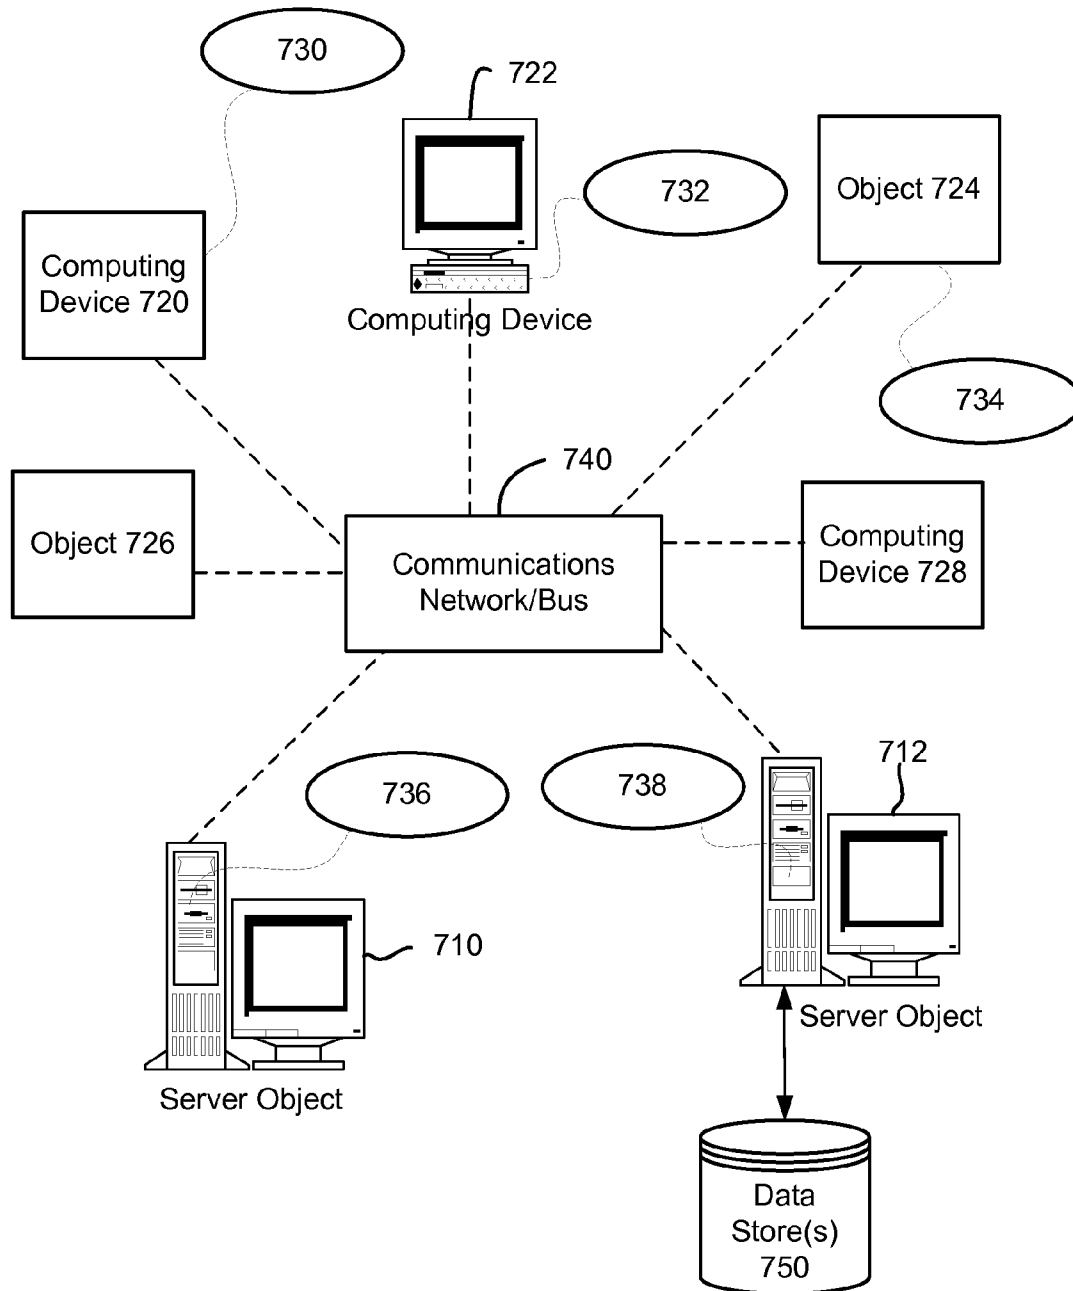 730
722
732
Object 724
Computing
Device 720
Computing Device
734
740
Object 726
Communications
Network/Bus
Computing
Device 728
736
738
712
710
Server Object
Server Object
Data
Store(s)
750